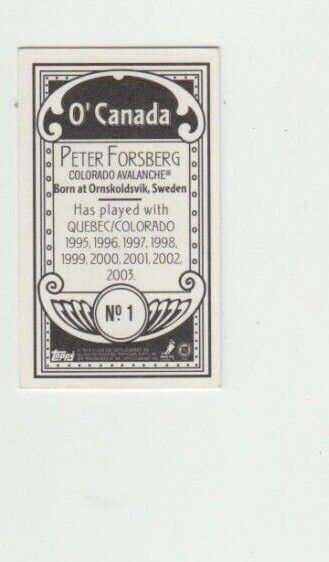 O' Canada
PETER FORSBERG
COLORADO AVALANCHE®
Born at Ornskoldsvik, Sweden
Has played with
QUEBEC/COLORADO
1995, 1996, 1997, 1998,
1999, 2000, 2001, 2002,
2003.
Nº 1
Topps